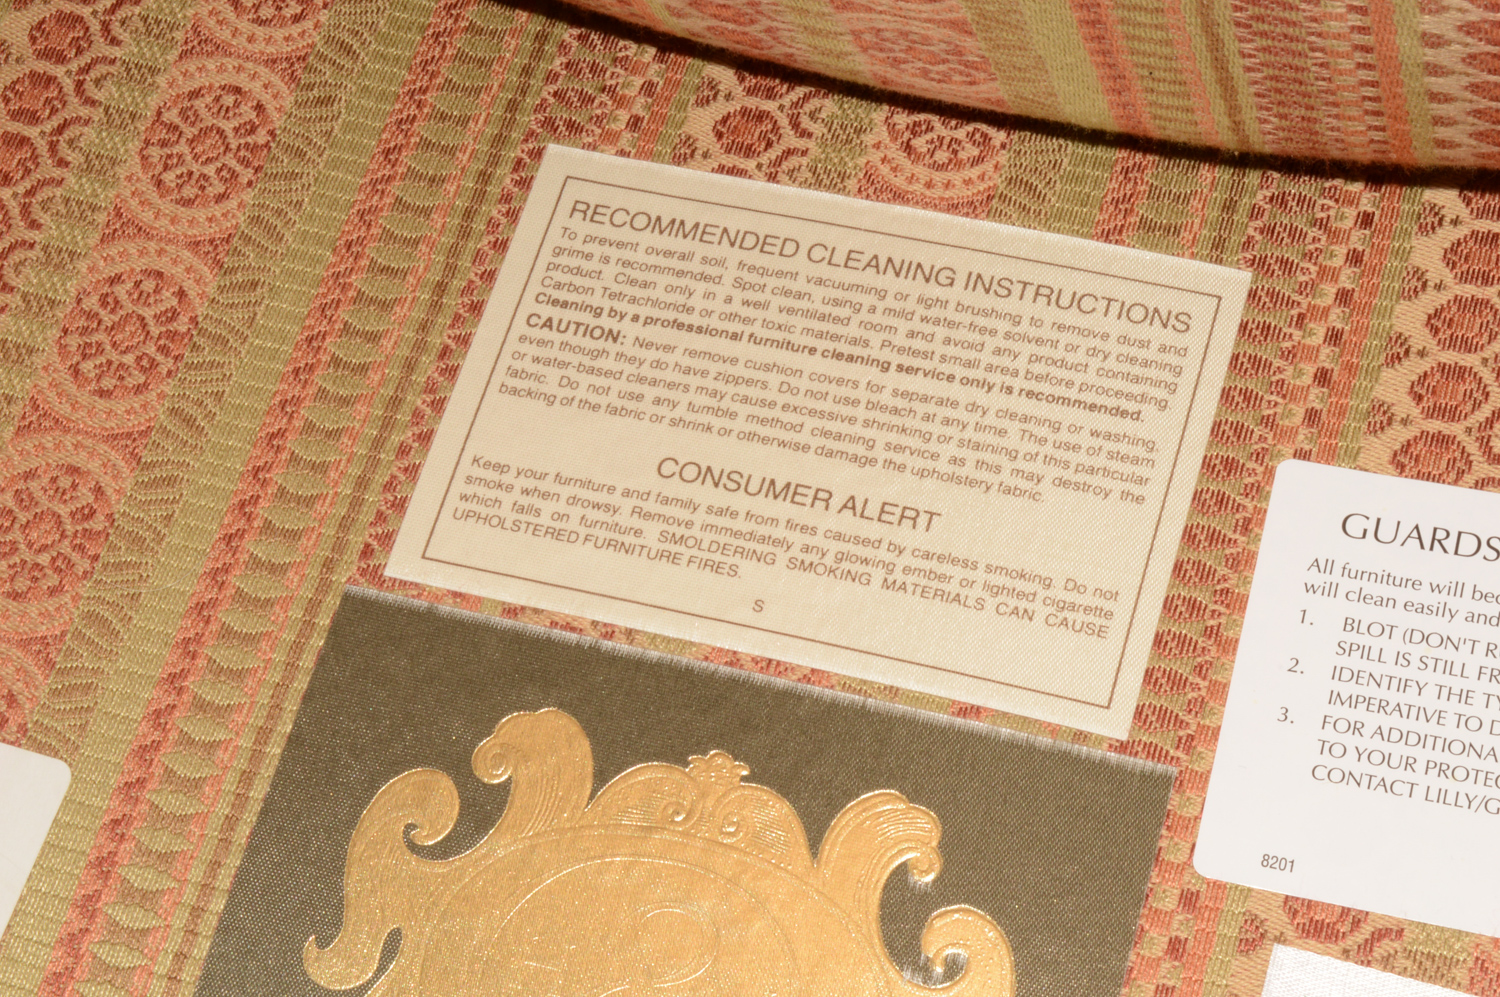 RECOMMENDED CLEANING INSTRUCTIONS
To prevent overall soil, frequent vacuuming or light brushing to remove dust and
grime is recommended. Spot clean, using a mild water-free solvent or dry cleaning
product. Clean only in a well ventilated room and avoid any product containing
Carbon Tetrachloride or other toxic materials. Pretest small area before proceeding.
Cleaning by a professional furniture cleaning service only is recommended.
CAUTION: Never remove cushion covers for separate dry cleaning or washing,
even though they do have zippers. Do not use bleach at any time. The use of steam
or water-based cleaners may cause excessive shrinking or staining of this particular
fabric. Do not use any tumble method cleaning service as this may destroy the
backing of the fabric or shrink or otherwise damage the upholstery fabric.
CONSUMER ALERT
Keep your furniture and family safe from fires caused by careless smoking. Do not
smoke when drowsy. Remove immediately any glowing ember or lighted cigarette
which falls on furniture. SMOLDERING SMOKING MATERIALS CAN CAUSE
UPHOLSTERED FURNITURE FIRES.
S
GUARDS
All furniture will bec
will clean easily and
1. BLOT (DON'T R
SPILL IS STILL FR
2. IDENTIFY THE TY
IMPERATIVE TO D
3. FOR ADDITIONA
TO YOUR PROTEC
CONTACT LILLY/G
8201